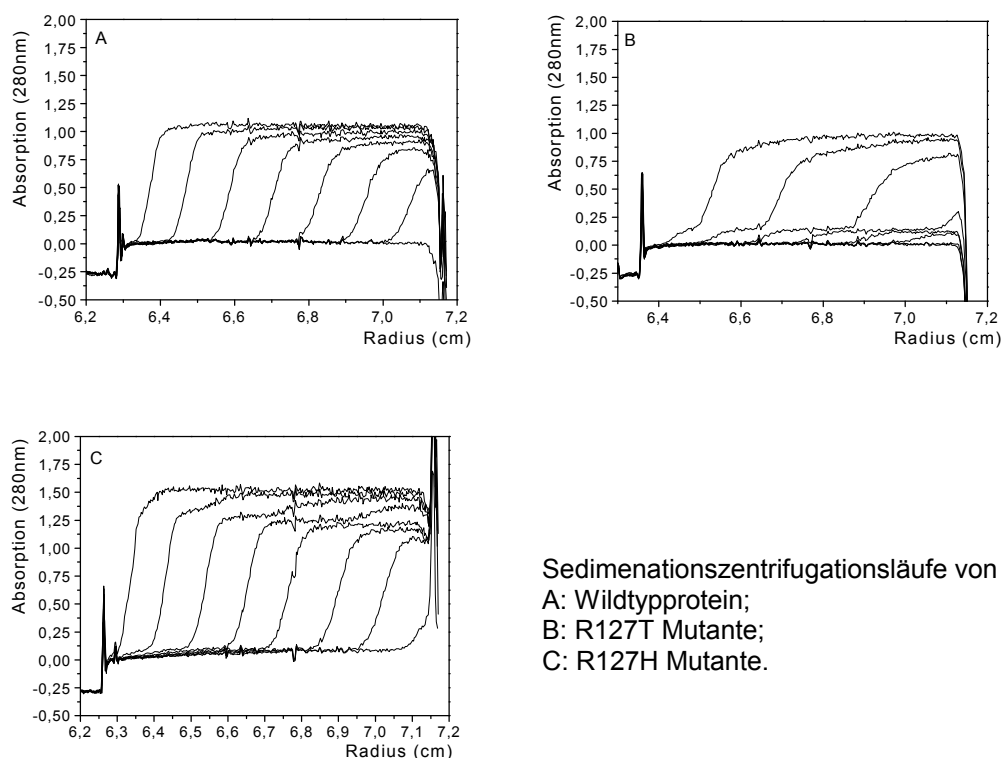 A
Absorption (280nm)
2,00
1,75
1,50
1,25
1,00
0,75
0,50
0,25
0,00
-0,25
-0,50
6,2 6,4 6,6 6,8 7,0 7,2
Radius (cm)
B
Absorption (280nm)
2,00
1,75
1,50
1,25
1,00
0,75
0,50
0,25
0,00
-0,25
-0,50
6,4 6,6 6,8 7,0 7,2
Radius (cm)
C
Absorption (280nm)
2,00
1,75
1,50
1,25
1,00
0,75
0,50
0,25
0,00
-0,25
-0,50
6,2 6,3 6,4 6,5 6,6 6,7 6,8 6,9 7,0 7,1 7,2
Radius (cm)
Sedimenationszentrifugationsläufe von
A: Wildtypprotein;
B: R127T Mutante;
C: R127H Mutante.